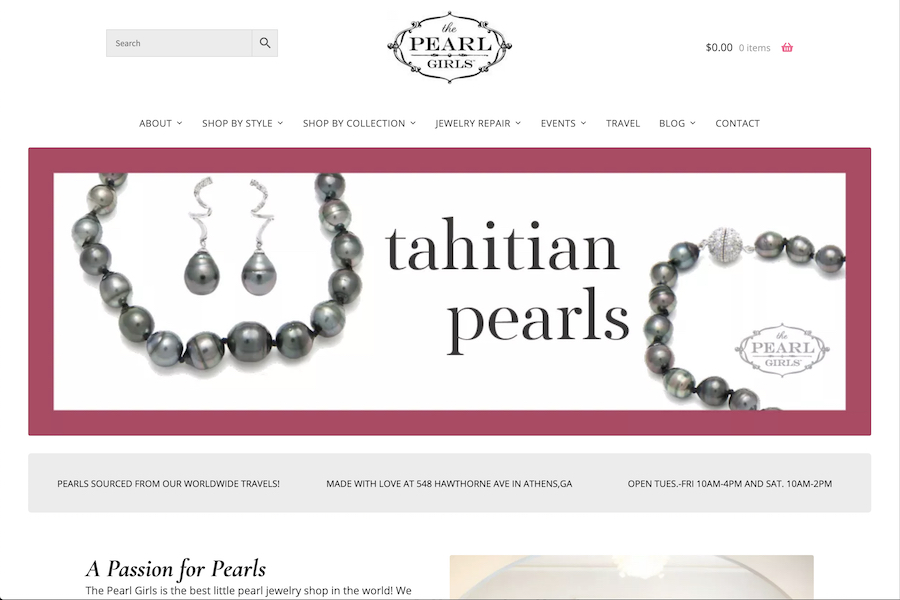 Search
the
PEARL
GIRLS
$0.00 0 items
ABOUT SHOP BY STYLE SHOP BY COLLECTION JEWELRY REPAIR EVENTS TRAVEL BLOG CONTACT
tahitian
pearls
the
PEARL
GIRLS
PEARLS SOURCED FROM OUR WORLDWIDE TRAVELS! MADE WITH LOVE AT 548 HAWTHORNE AVE IN ATHENS,GA OPEN TUES.-FRI 10AM-4PM AND SAT. 10AM-2PM
A Passion for Pearls
The Pearl Girls is the best little pearl jewelry shop in the world! We